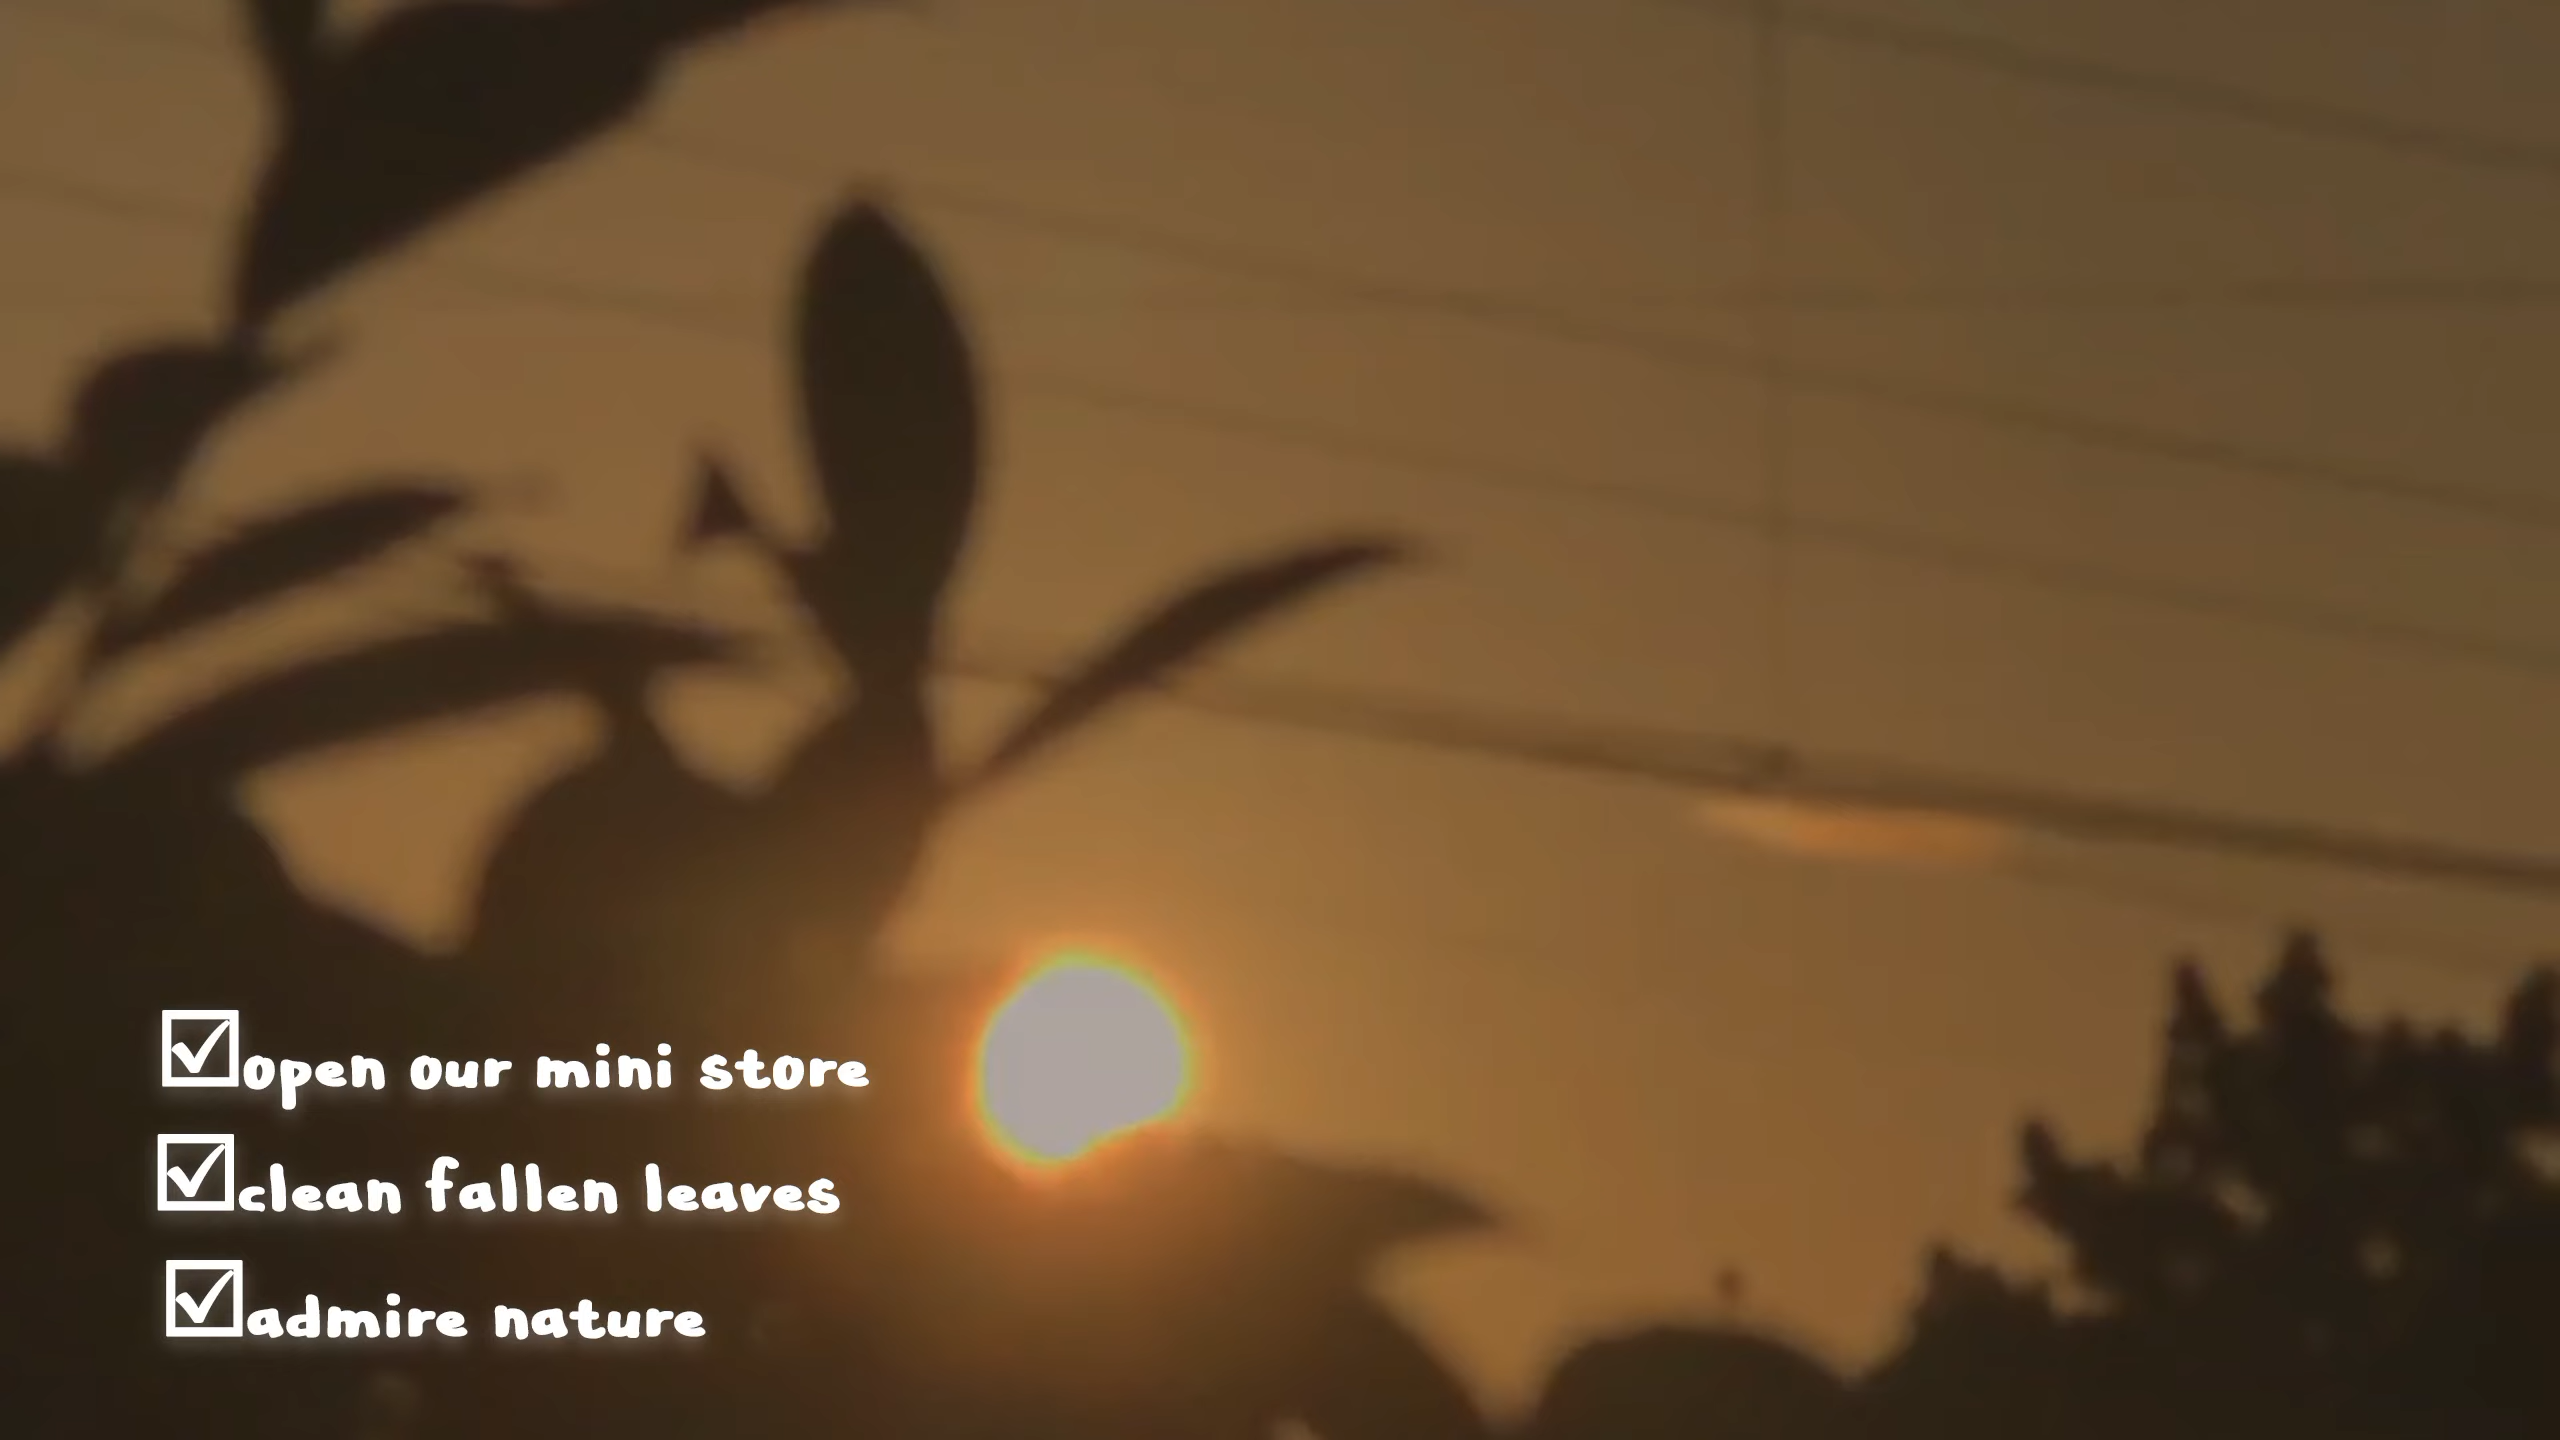 ☑open our mini store
☑clean fallen leaves
☑admire nature